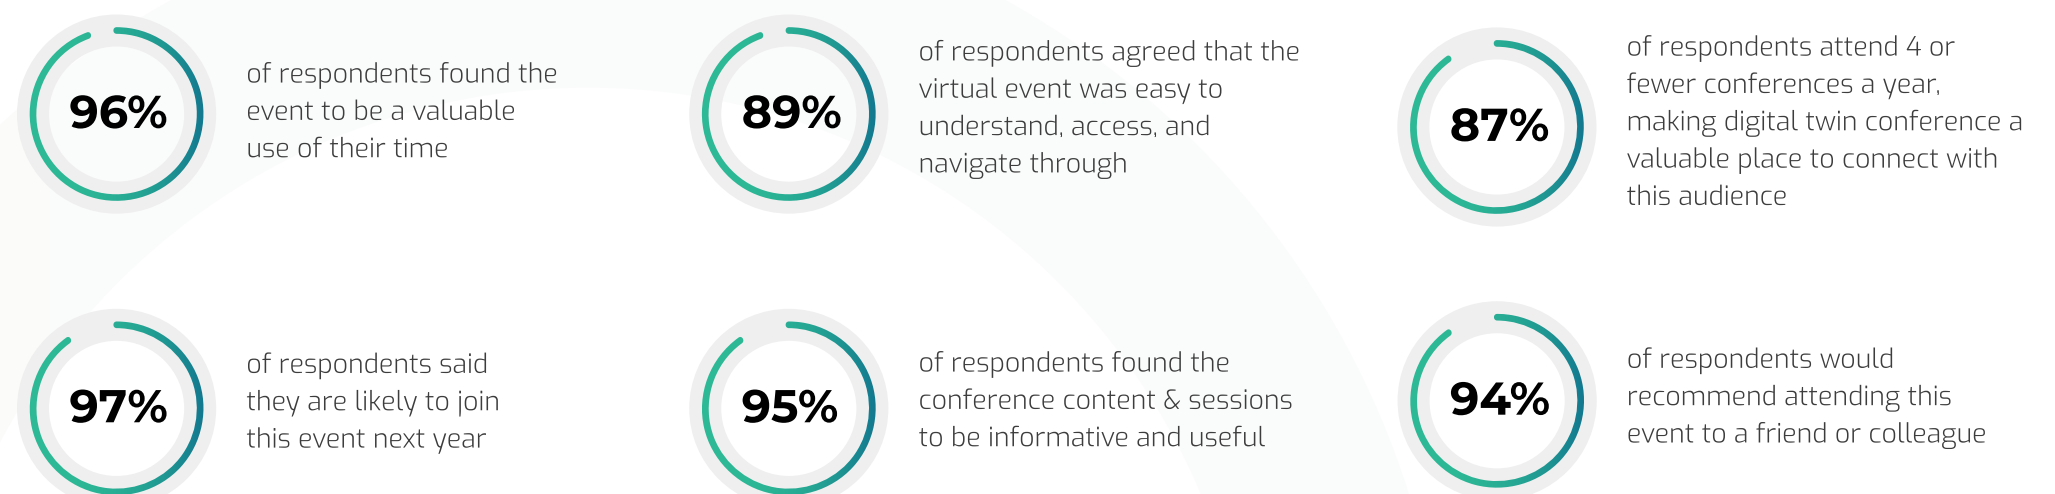 96%
of respondents found the
event to be a valuable
use of their time
89%
of respondents agreed that the
virtual event was easy to
understand, access, and
navigate through
87%
of respondents attend 4 or
fewer conferences a year,
making digital twin conference a
valuable place to connect with
this audience
97%
of respondents said
they are likely to join
this event next year
95%
of respondents found the
conference content & sessions
to be informative and useful
94%
of respondents would
recommend attending this
event to a friend or colleague